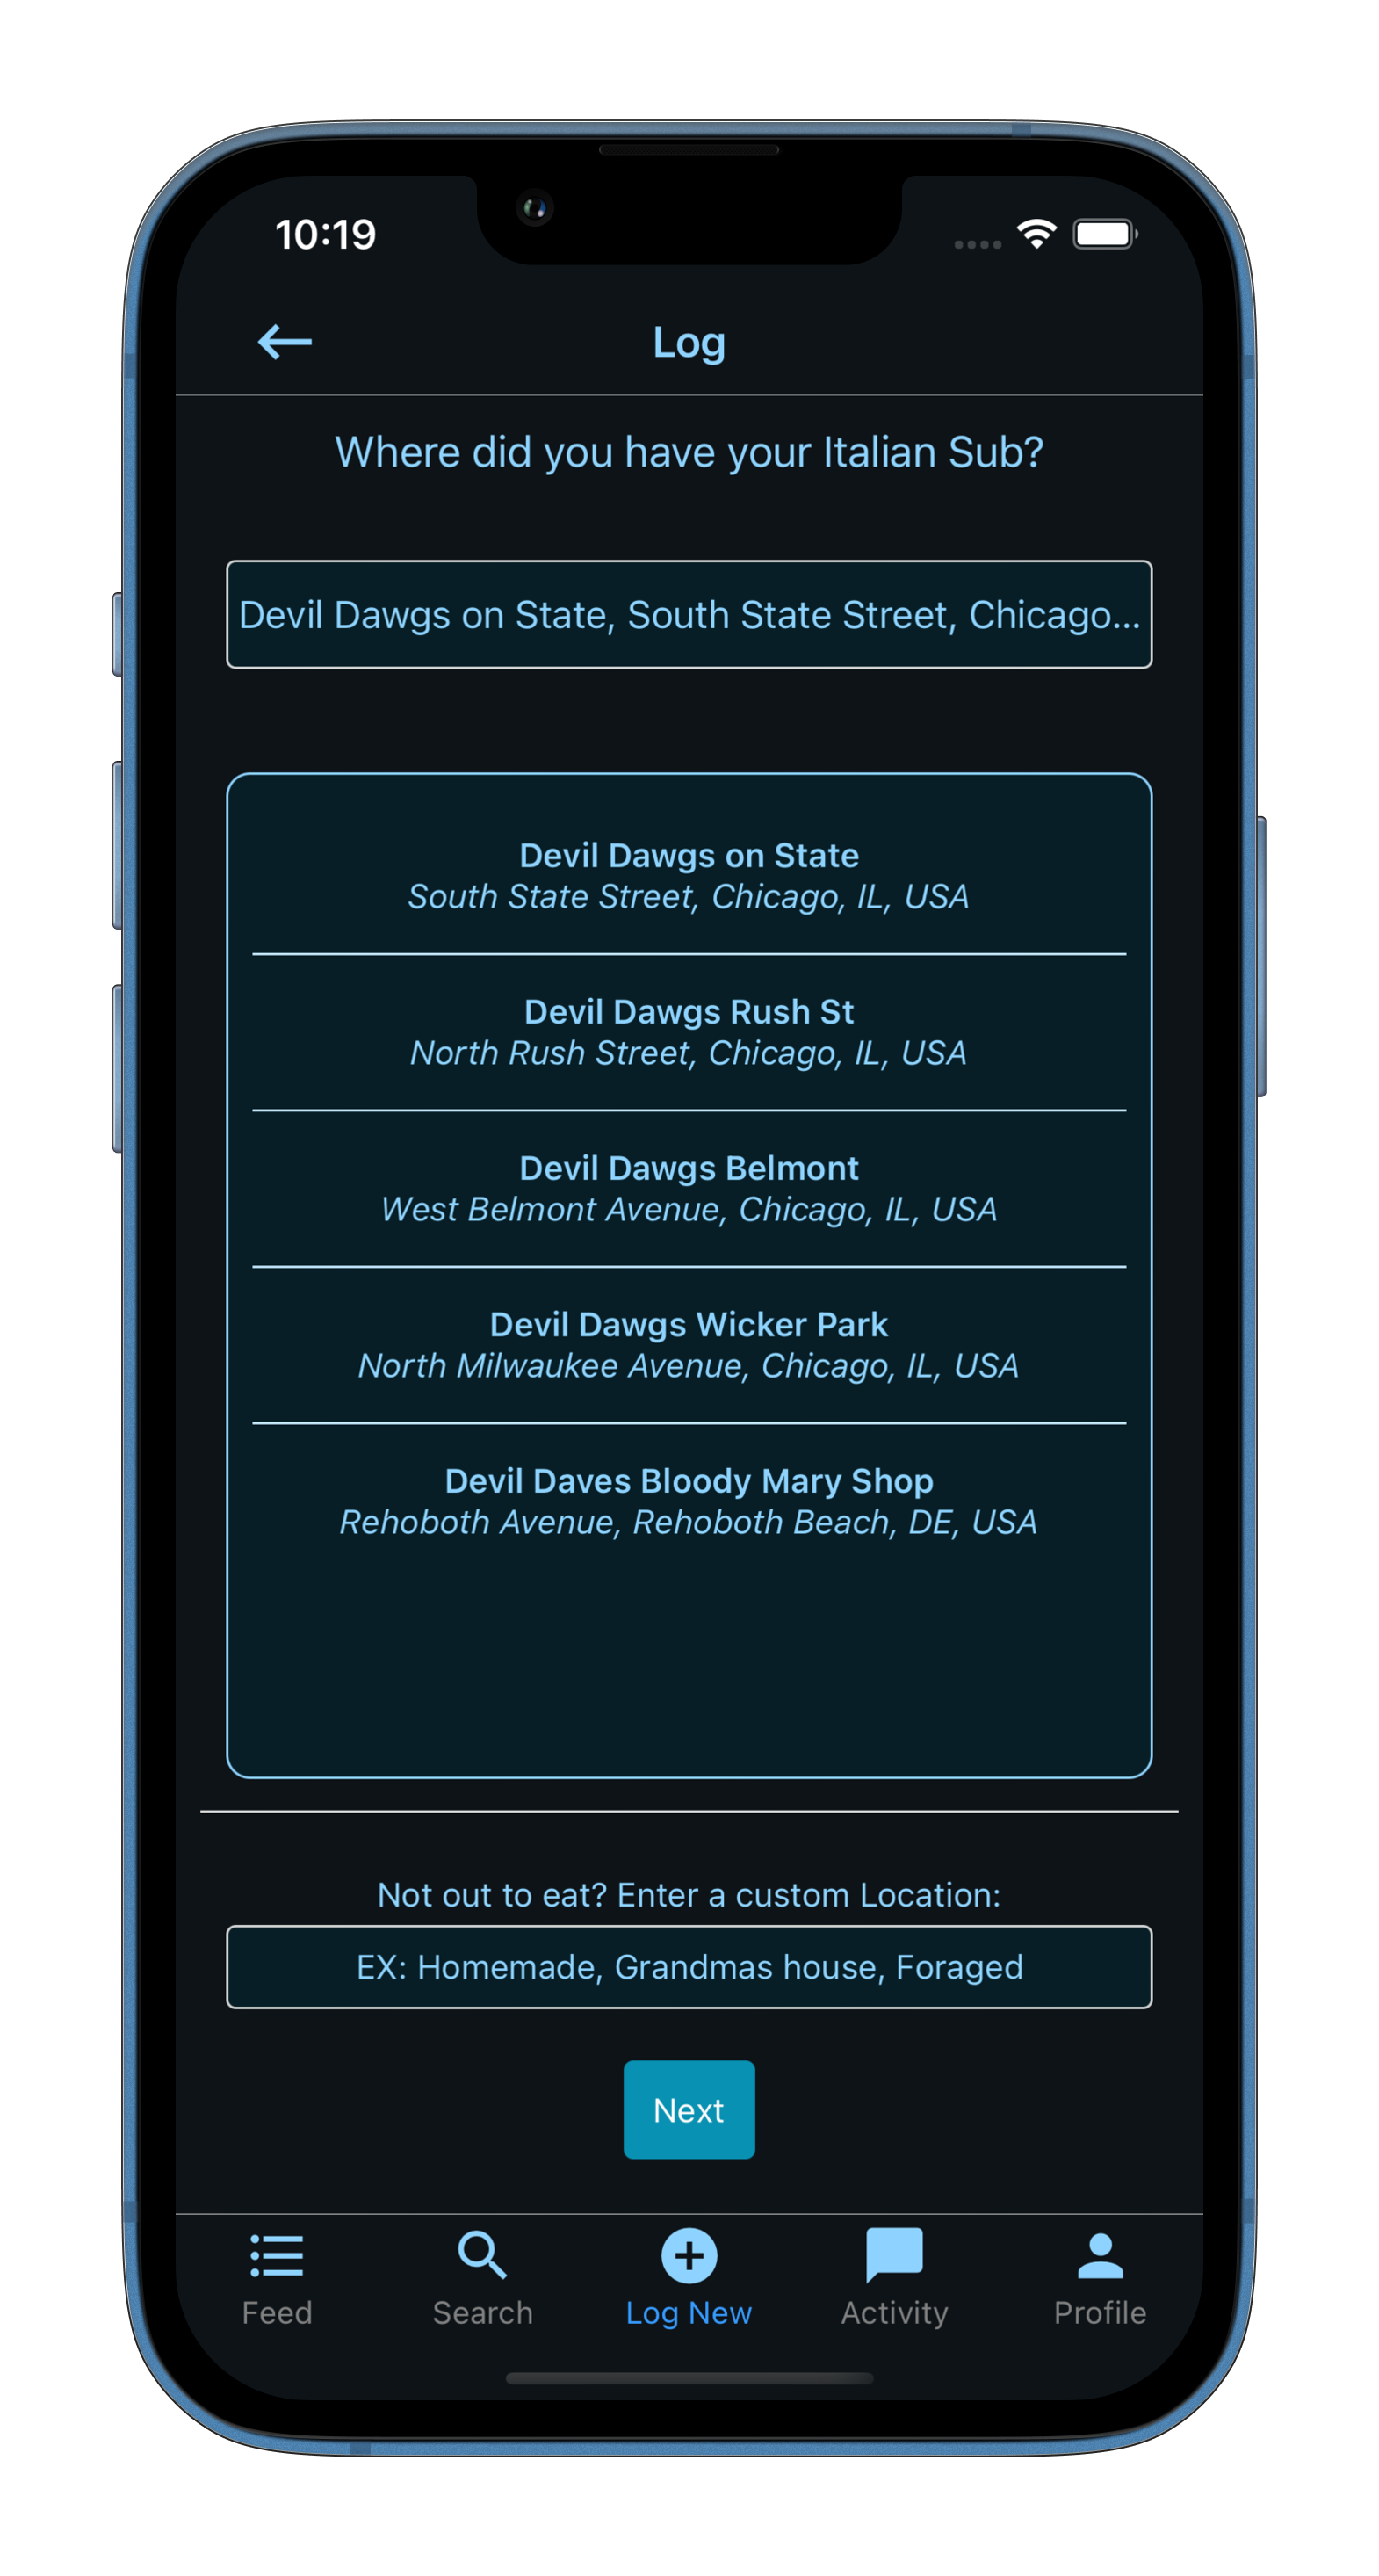 10:19
Log
Where did you have your Italian Sub?
Devil Dawgs on State, South State Street, Chicago...
Devil Dawgs on State
South State Street, Chicago, IL, USA
Devil Dawgs Rush St
North Rush Street, Chicago, IL, USA
Devil Dawgs Belmont
West Belmont Avenue, Chicago, IL, USA
Devil Dawgs Wicker Park
North Milwaukee Avenue, Chicago, IL, USA
Devil Daves Bloody Mary Shop
Rehoboth Avenue, Rehoboth Beach, DE, USA
Not out to eat? Enter a custom Location:
EX: Homemade, Grandmas house, Foraged
Next
Feed Search Log New Activity Profile